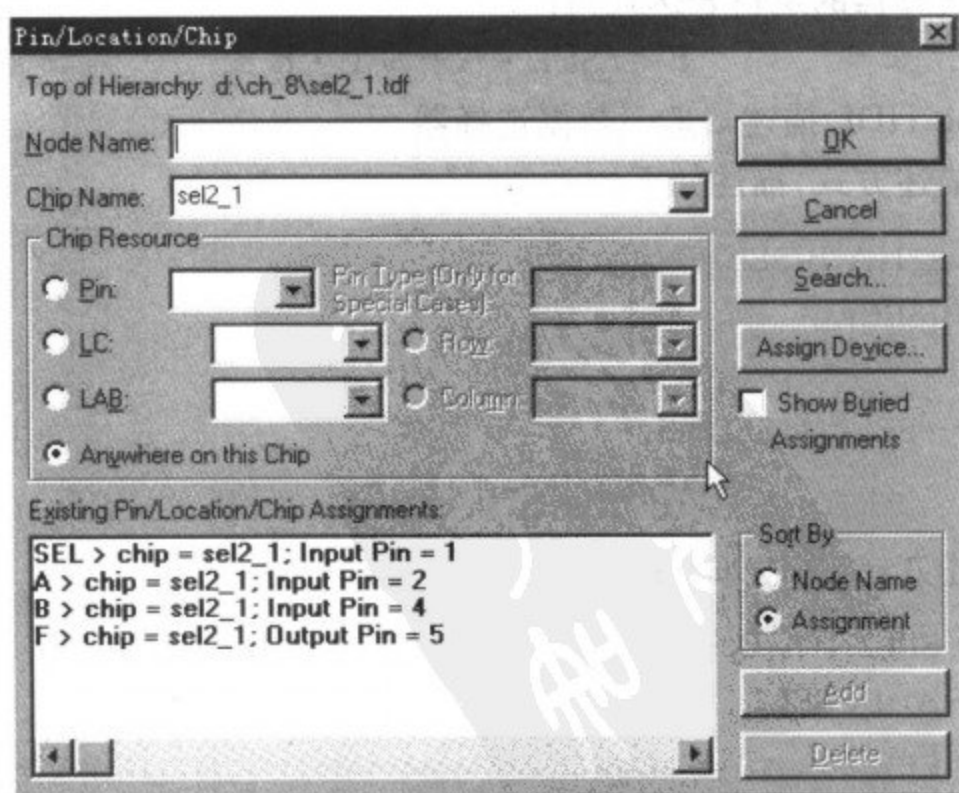 Pin/Location/Chip
Top of Hierarchy: d:\ch_8\sel2_1.tdf
Node Name:
OK
Chip Name: sel2_1
Cancel
Chip Resource
Pin:
Pin Type (Only for
Special Cases):
Search...
LC:
Row:
Assign Device...
LAB:
Column:
Show Buried
Assignments
Anywhere on this Chip
Existing Pin/Location/Chip Assignments:
SEL > chip = sel2_1; Input Pin = 1
A > chip = sel2_1; Input Pin = 2
B > chip = sel2_1; Input Pin = 4
F > chip = sel2_1; Output Pin = 5
Sort By
Node Name
Assignment
Add
Delete